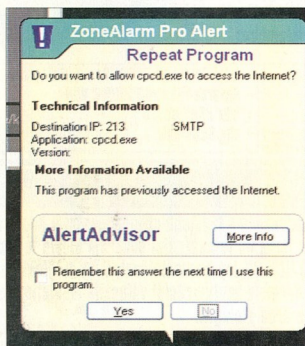 ZoneAlarm Pro Alert
Repeat Program
Do you want to allow cpcd.exe to access the Internet?
Technical Information
Destination IP: 213 SMTP
Application: cpcd.exe
Version:
More Information Available
This program has previously accessed the Internet.
AlertAdvisor
More Info
Remember this answer the next time I use this
program.
Yes
No